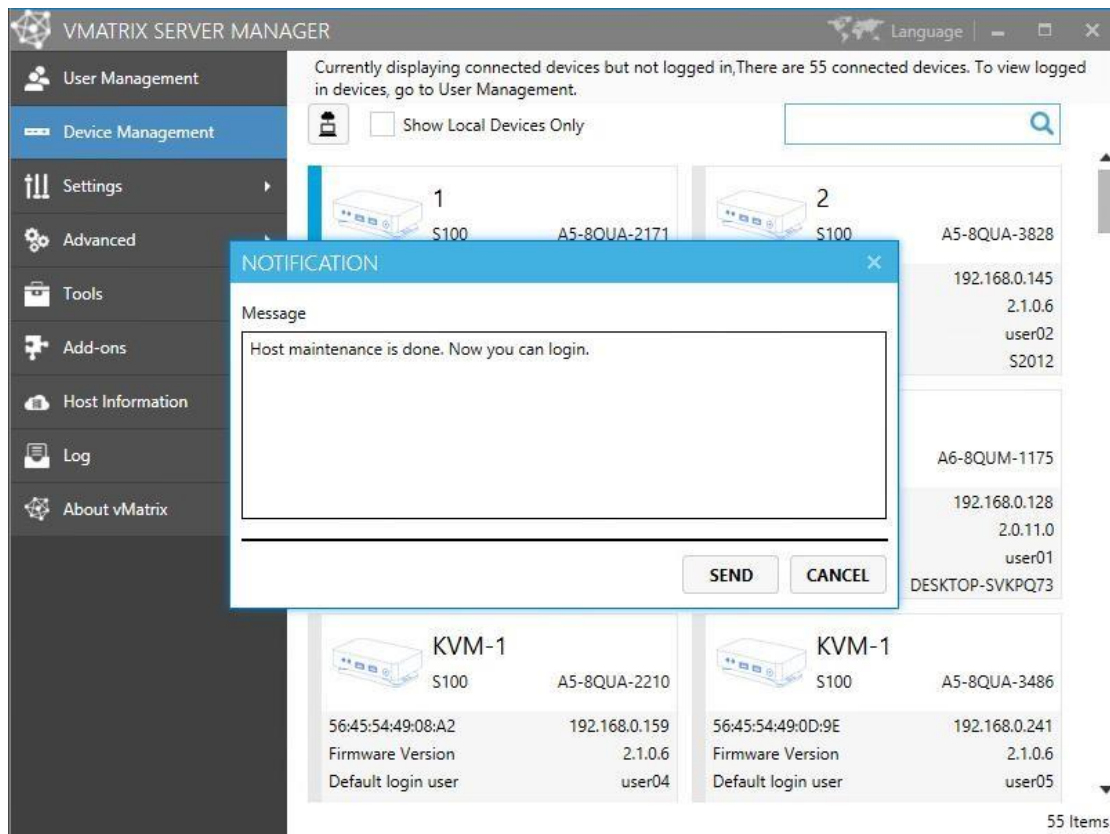 VMATRIX SERVER MANAGER
Language
User Management
Device Management
Settings
Advanced
Tools
Add-ons
Host Information
Log
About vMatrix
Currently displaying connected devices but not logged in,There are 55 connected devices. To view logged
in devices, go to User Management.
Show Local Devices Only
1
S100 A5-8QUA-2171
2
S100 A5-8QUA-3828
192.168.0.145
2.1.0.6
user02
S2012
NOTIFICATION
Message
Host maintenance is done. Now you can login.
SEND CANCEL
A6-8QUM-1175
192.168.0.128
2.0.11.0
user01
DESKTOP-SVKPQ73
KVM-1
S100 A5-8QUA-2210
56:45:54:49:08:A2 192.168.0.159
Firmware Version 2.1.0.6
Default login user user04
KVM-1
S100 A5-8QUA-3486
56:45:54:49:0D:9E 192.168.0.241
Firmware Version 2.1.0.6
Default login user user05
55 Items